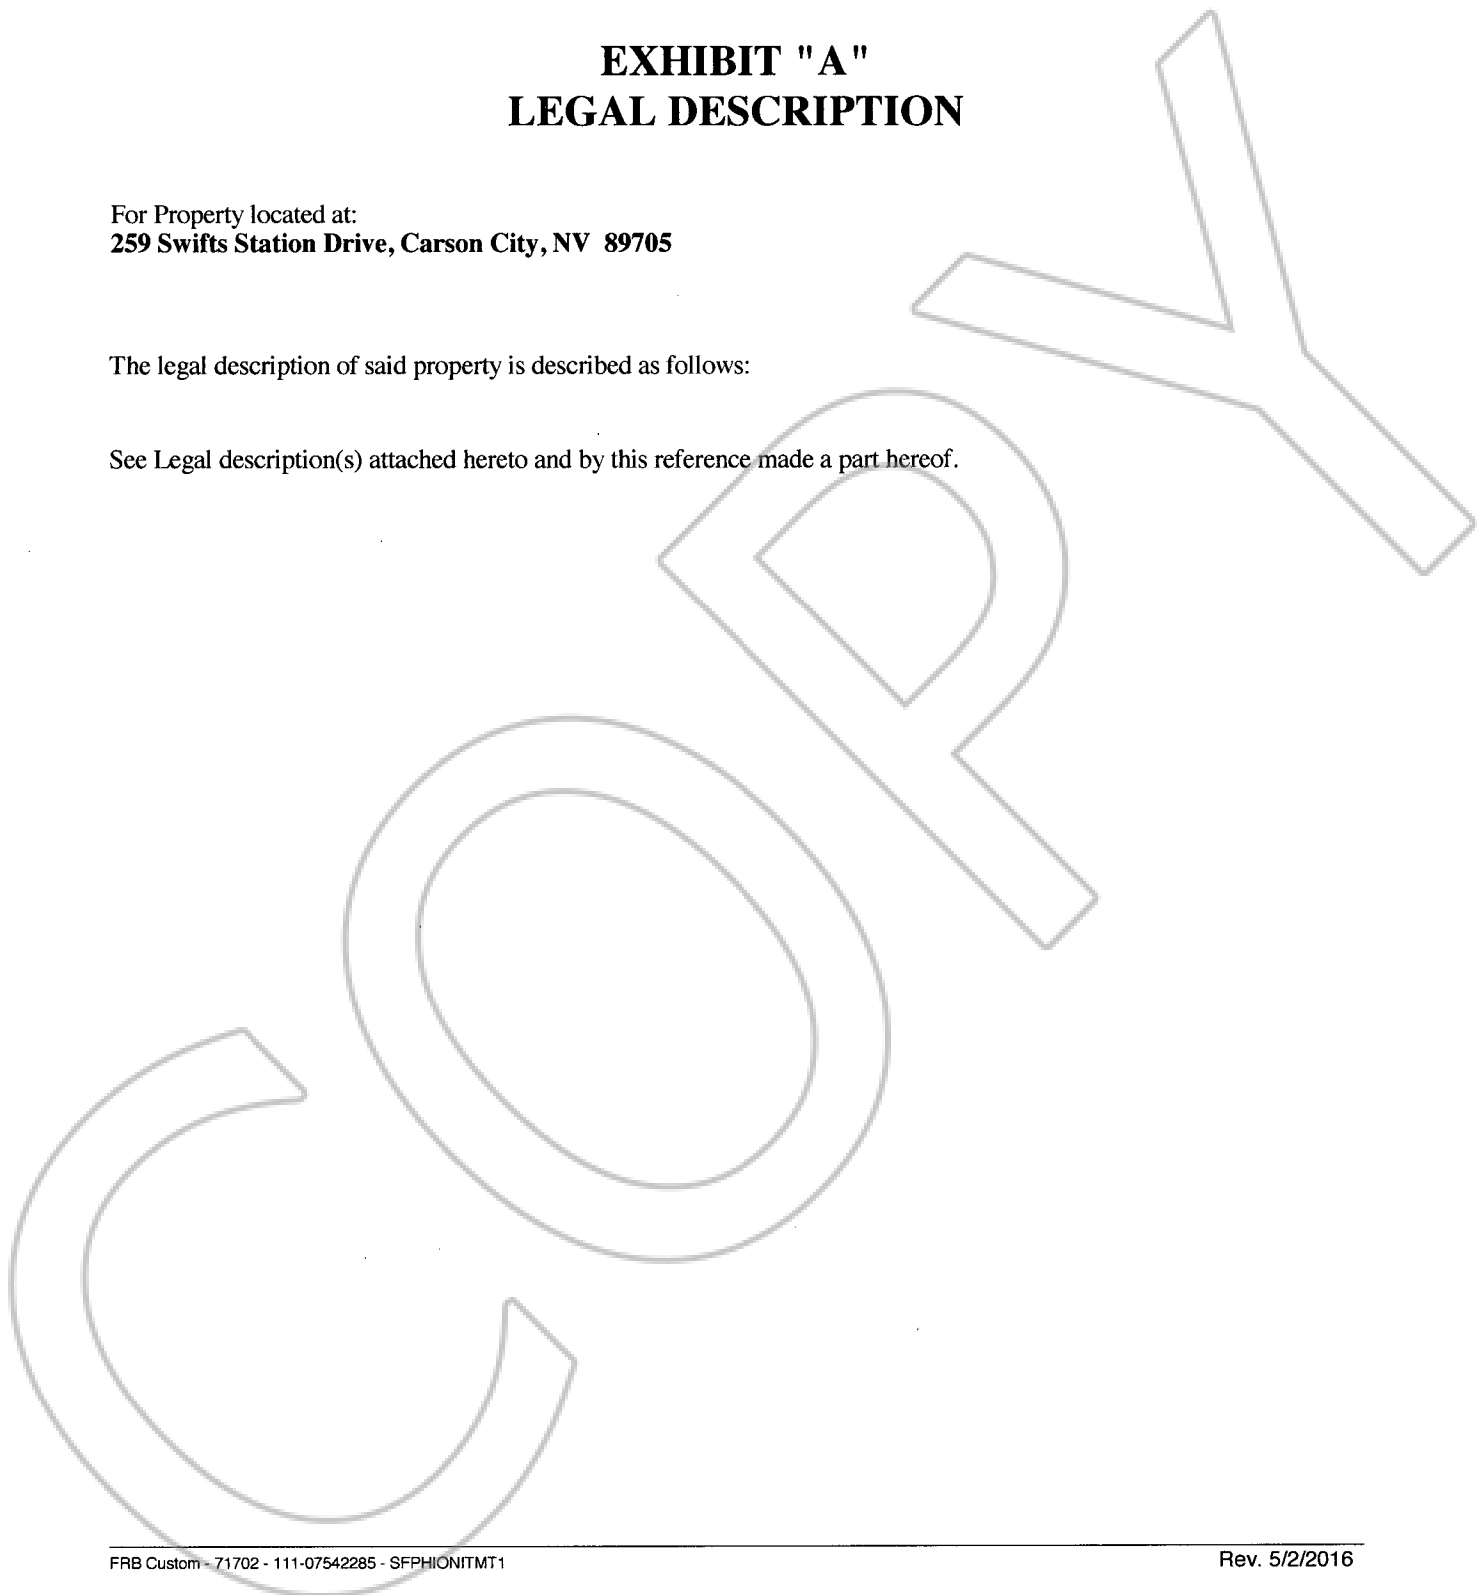 EXHIBIT "A"
LEGAL DESCRIPTION
For Property located at:
259 Swifts Station Drive, Carson City, NV 89705
The legal description of said property is described as follows:
See Legal description(s) attached hereto and by this reference made a part hereof.
COPY
FRB Custom - 71702 - 111-07542285 - SFPHIONITMT1
Rev. 5/2/2016